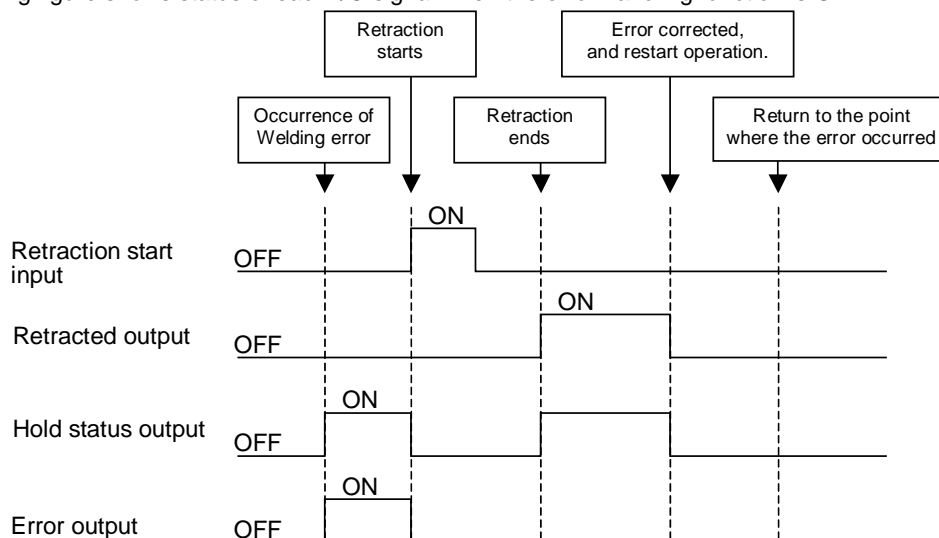 Retraction
starts
Error corrected,
and restart operation.
Occurrence of
Welding error
Retraction
ends
Return to the point
where the error occurred
ON
Retraction start
input
OFF
ON
Retracted output
OFF
ON
Hold status output
OFF
ON
Error output
OFF